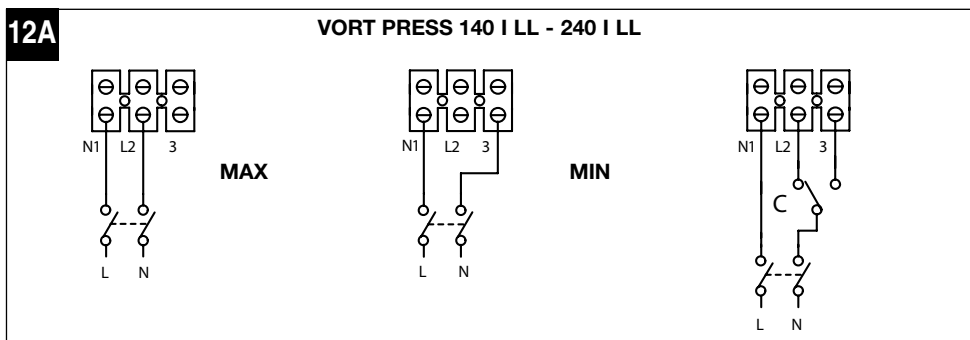 12A
VORT PRESS 140 I LL - 240 I LL
N1 L2 3
MAX
L N
N1 L2 3
MIN
L N
N1 L2 3
C
L N